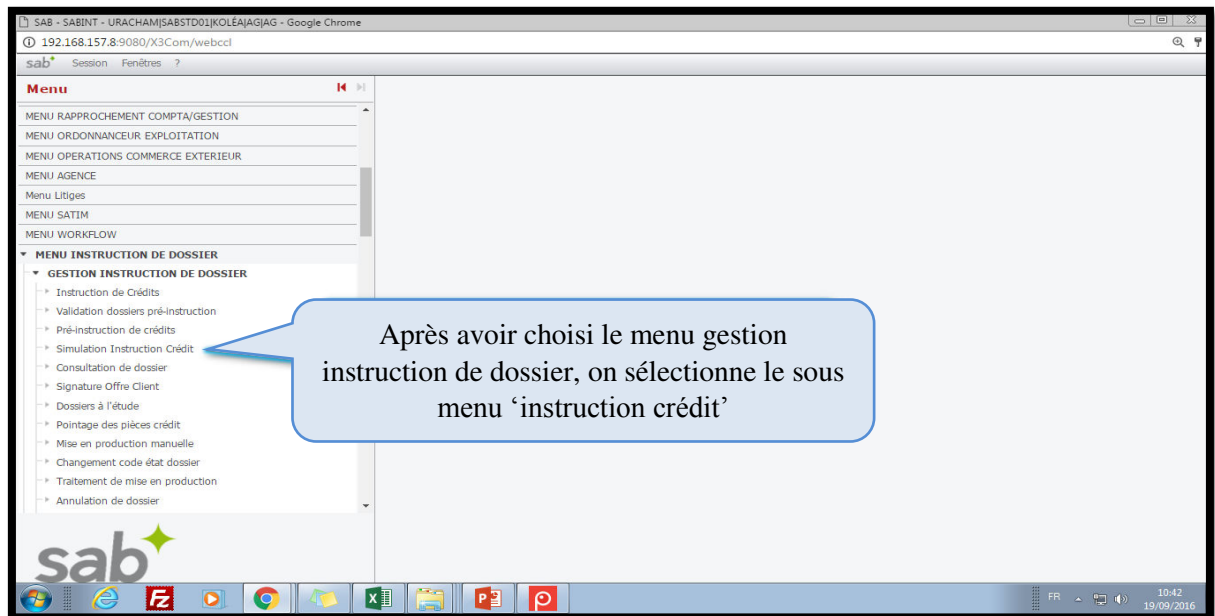 SAB - SABINT - URACHAM|SABSTD01|KOLÉA|AG|AG - Google Chrome
192.168.157.8:9080/X3Com/webccl
sab Session Fenêtres ?
Menu
MENU RAPPROCHEMENT COMPTA/GESTION
MENU ORDONNANCEUR EXPLOITATION
MENU OPERATIONS COMMERCE EXTERIEUR
MENU AGENCE
Menu Litiges
MENU SATIM
MENU WORKFLOW
MENU INSTRUCTION DE DOSSIER
GESTION INSTRUCTION DE DOSSIER
Instruction de Crédits
Validation dossiers pré-instruction
Pré-instruction de crédits
Simulation Instruction Crédit
Consultation de dossier
Signature Offre Client
Dossiers à l'étude
Pointage des pièces crédit
Mise en production manuelle
Changement code état dossier
Traitement de mise en production
Annulation de dossier
Après avoir choisi le menu gestion
instruction de dossier, on sélectionne le sous
menu ‘instruction crédit’
sab
FR
10:42
19/09/2016